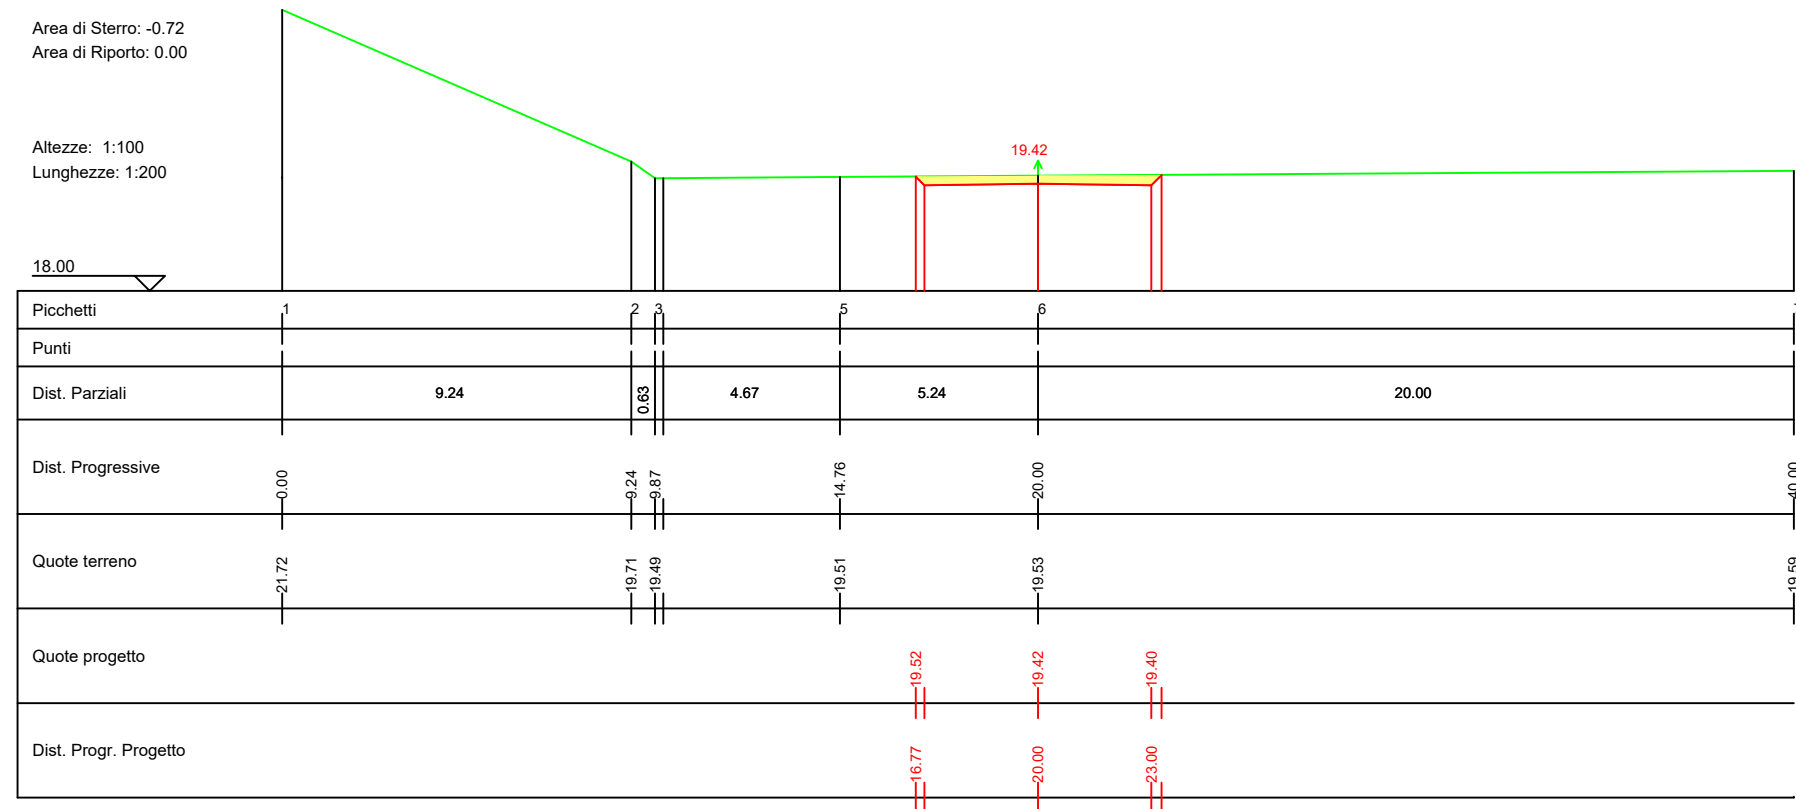 Area di Sterro: -0.72
Area di Riporto: 0.00
Altezze: 1:100
Lunghezze: 1:200
19.42
18.00
Picchetti 1 2 3 5 6
Punti
Dist. Parziali 9.24 0.63 4.67 5.24 20.00
Dist. Progressive 0.00 9.24 9.87 14.76 20.00 40.00
Quote terreno 21.72 19.71 19.49 19.51 19.53 19.59
Quote progetto 19.52 19.42 19.40
Dist. Progr. Progetto 16.77 20.00 23.00